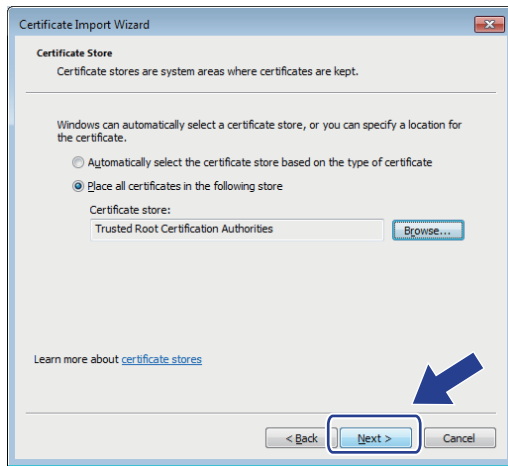 Certificate Import Wizard
Certificate Store
Certificate stores are system areas where certificates are kept.
Windows can automatically select a certificate store, or you can specify a location for
the certificate.
Automatically select the certificate store based on the type of certificate
Place all certificates in the following store
Certificate store:
Trusted Root Certification Authorities
Browse...
Learn more about certificate stores
< Back Next > Cancel